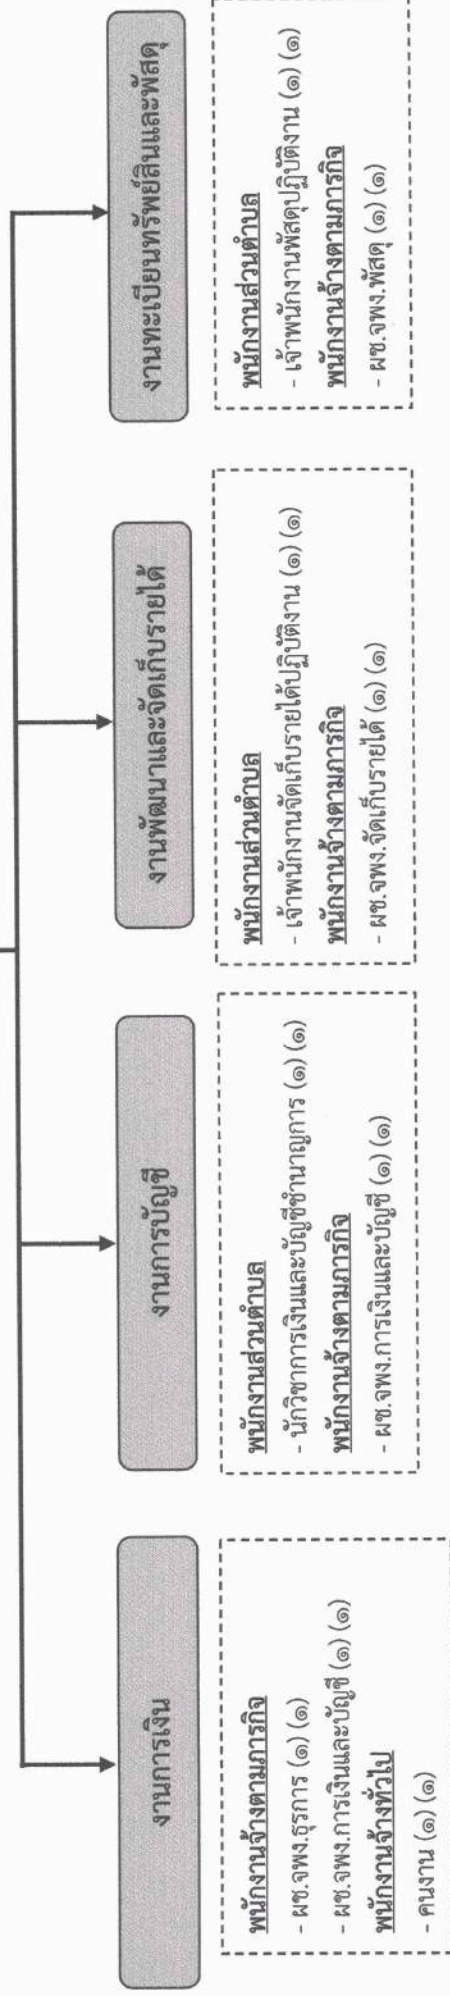 งานการเงิน
พนักงานจ้างตามภารกิจ
- ผช.จพง.ธุรการ (๑) (๑)
- ผช.จพง.การเงินและบัญชี (๑) (๑)
พนักงานจ้างทั่วไป
- คนงาน (๑) (๑)
งานการบัญชี
พนักงานส่วนตำบล
- นักวิชาการเงินและบัญชีชำนาญการ (๑) (๑)
พนักงานจ้างตามภารกิจ
- ผช.จพง.การเงินและบัญชี (๑) (๑)
งานพัฒนาและจัดเก็บรายได้
พนักงานส่วนตำบล
- เจ้าพนักงานจัดเก็บรายได้ปฏิบัติงาน (๑) (๑)
พนักงานจ้างตามภารกิจ
- ผช.จพง.จัดเก็บรายได้ (๑) (๑)
งานทะเบียนทรัพย์สินและพัสดุ
พนักงานส่วนตำบล
- เจ้าพนักงานพัสดุปฏิบัติงาน (๑) (๑)
พนักงานจ้างตามภารกิจ
- ผช.จพง.พัสดุ (๑) (๑)